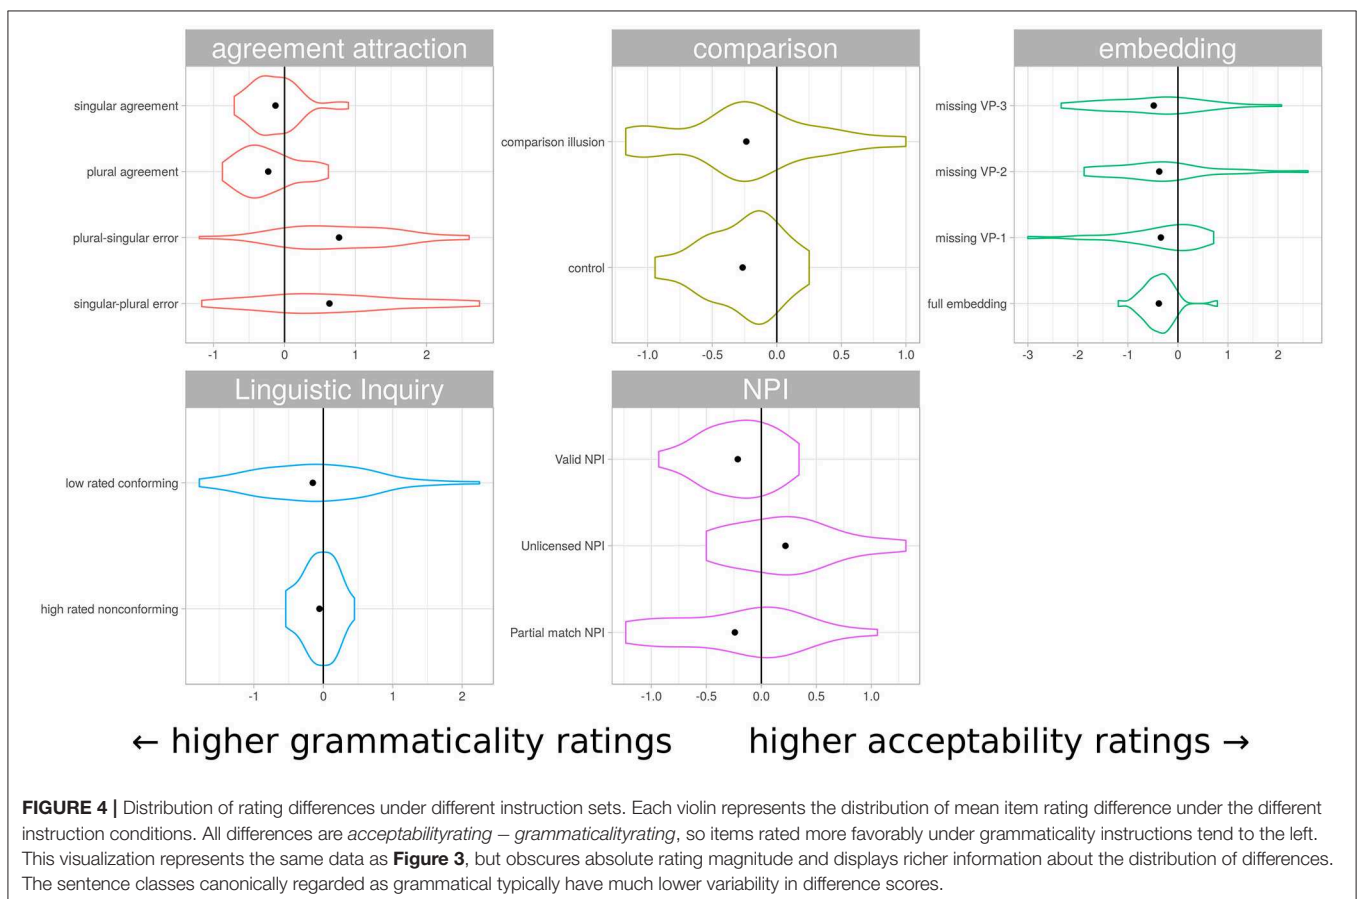 agreement attraction
singular agreement
plural agreement
plural-singular error
singular-plural error
-1 0 1 2
comparison
comparison illusion
control
-1.0 -0.5 0.0 0.5 1.0
embedding
missing VP-3
missing VP-2
missing VP-1
full embedding
-3 -2 -1 0 1 2
Linguistic Inquiry
low rated conforming
high rated nonconforming
-1 0 1 2
NPI
Valid NPI
Unlicensed NPI
Partial match NPI
-1.0 -0.5 0.0 0.5 1.0
← higher grammaticality ratings higher acceptability ratings →
FIGURE 4 | Distribution of rating differences under different instruction sets. Each violin represents the distribution of mean item rating difference under the different
instruction conditions. All differences are acceptabilityrating – grammaticalityrating, so items rated more favorably under grammaticality instructions tend to the left.
This visualization represents the same data as Figure 3, but obscures absolute rating magnitude and displays richer information about the distribution of differences.
The sentence classes canonically regarded as grammatical typically have much lower variability in difference scores.